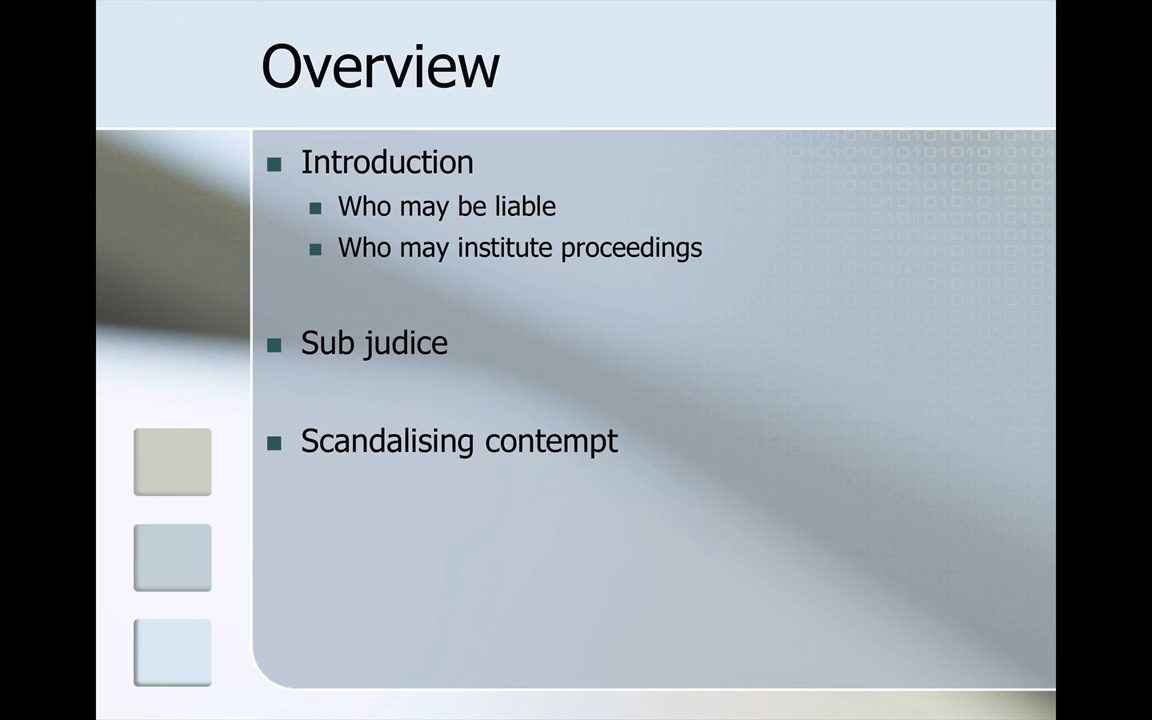 Overview
Introduction
Who may be liable
Who may institute proceedings
Sub judice
Scandalising contempt